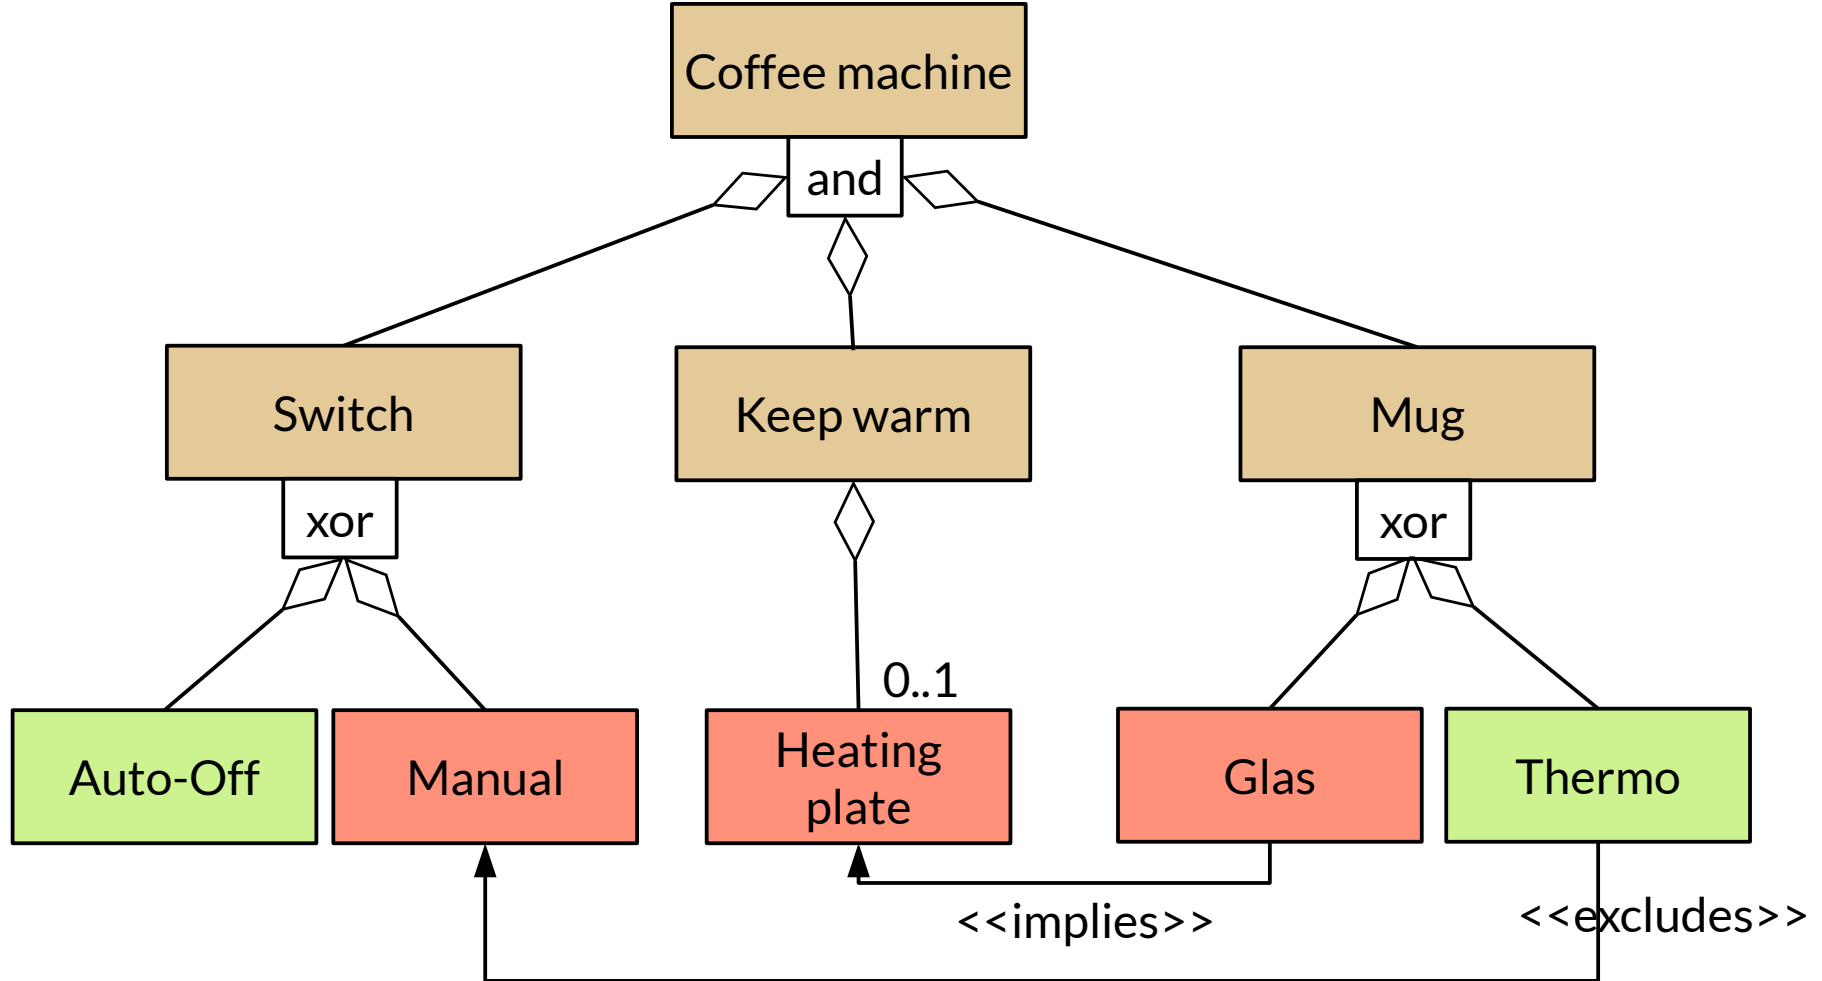 Coffee machine
and
Switch
Keep warm
Mug
xor
xor
0..1
Auto-Off
Manual
Heating
plate
Glas
Thermo
<<implies>>
<<excludes>>